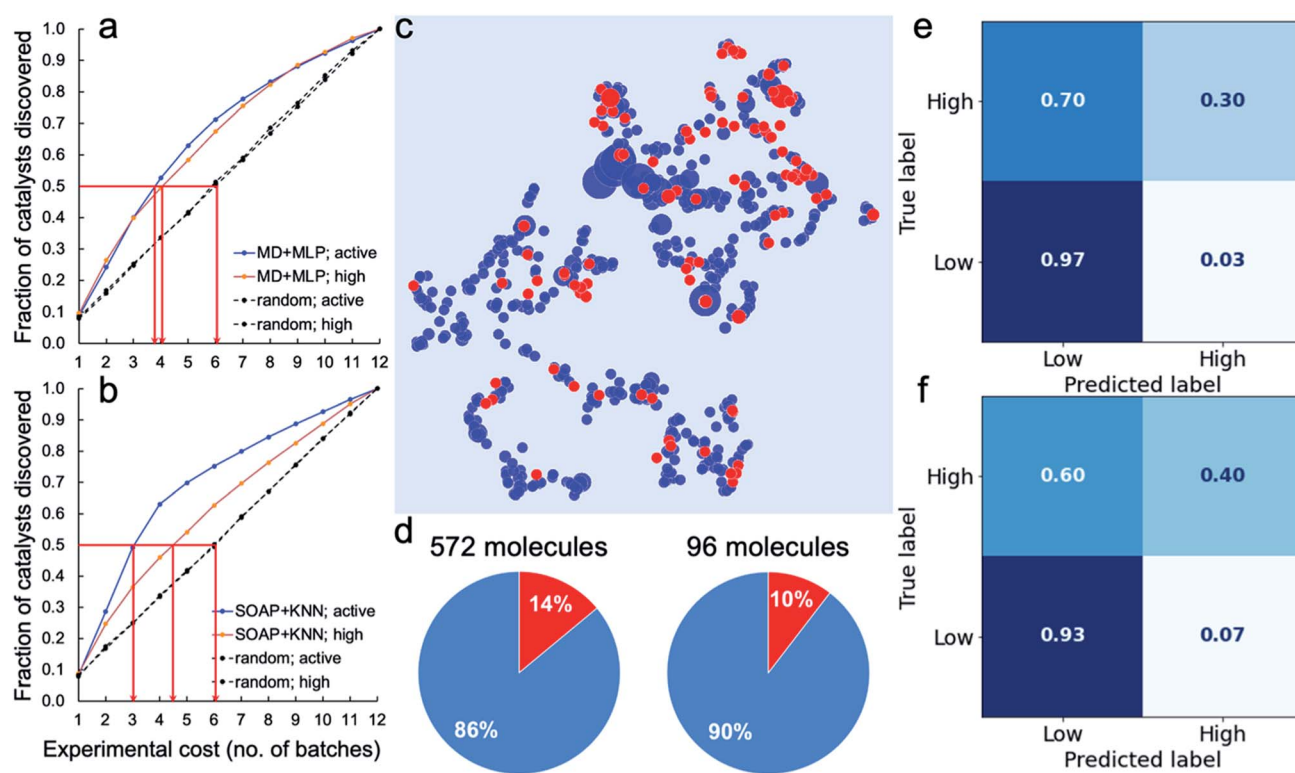 a
Fraction of catalysts discovered
1.0
0.9
0.8
0.7
0.6
0.5
0.4
0.3
0.2
0.1
0.0
MD+MLP; active
MD+MLP; high
random; active
random; high
1 2 3 4 5 6 7 8 9 10 11 12
b
Fraction of catalysts discovered
1.0
0.9
0.8
0.7
0.6
0.5
0.4
0.3
0.2
0.1
0.0
SOAP+KNN; active
SOAP+KNN; high
random; active
random; high
1 2 3 4 5 6 7 8 9 10 11 12
Experimental cost (no. of batches)
c
d
572 molecules
14%
86%
96 molecules
10%
90%
e
True label
High
0.70 0.30
Low
0.97 0.03
Low High
Predicted label
f
True label
High
0.60 0.40
Low
0.93 0.07
Low High
Predicted label